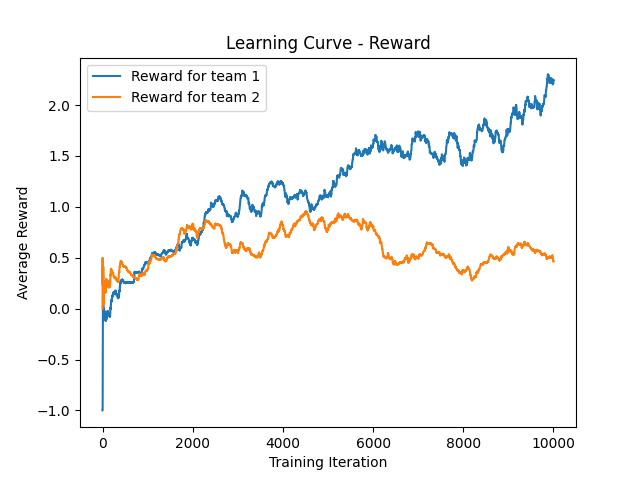 Learning Curve - Reward
Reward for team 1
Reward for team 2
Average Reward
2.0
1.5
1.0
0.5
0.0
−0.5
−1.0
0 2000 4000 6000 8000 10000
Training Iteration